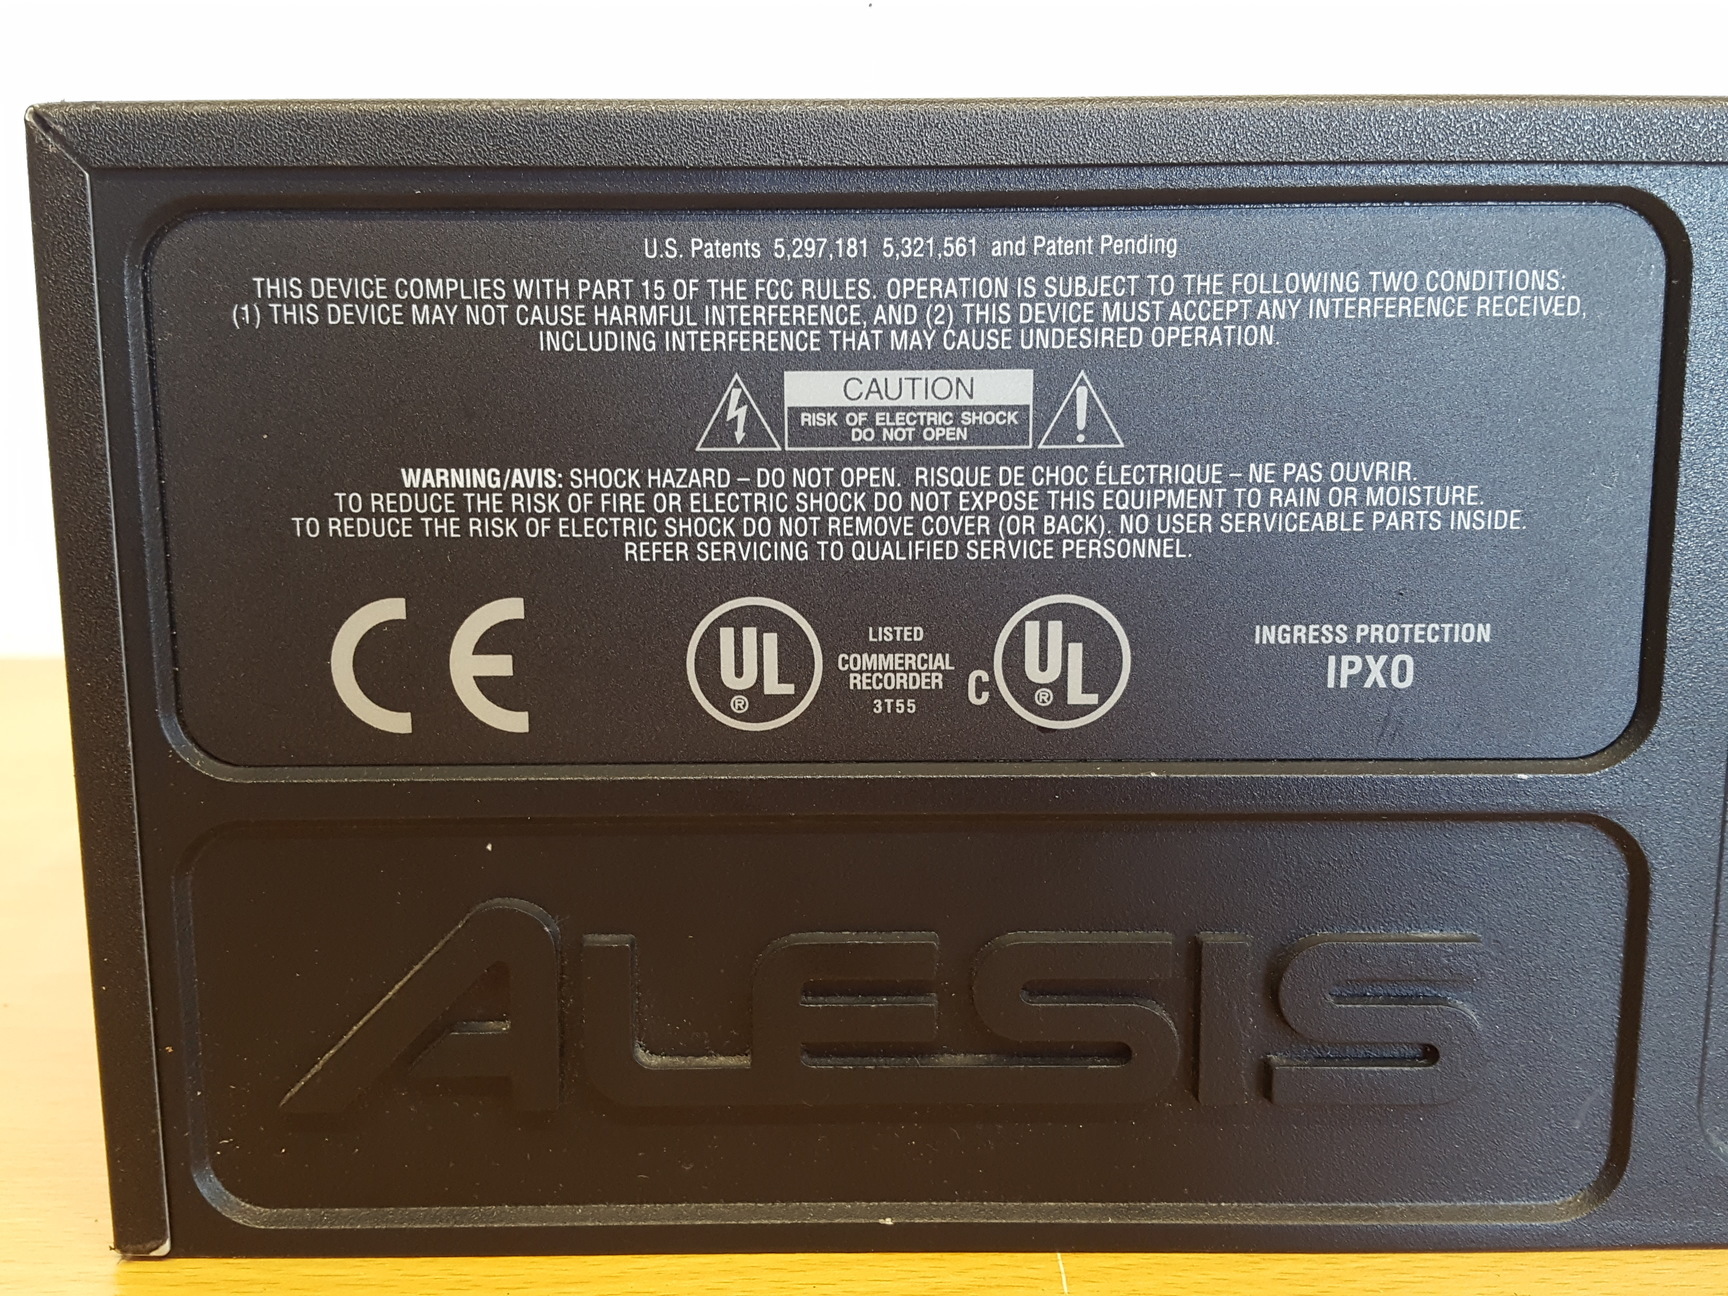 U.S. Patents 5,297,181 5,321,561 and Patent Pending
THIS DEVICE COMPLIES WITH PART 15 OF THE FCC RULES. OPERATION IS SUBJECT TO THE FOLLOWING TWO CONDITIONS:
(1) THIS DEVICE MAY NOT CAUSE HARMFUL INTERFERENCE, AND (2) THIS DEVICE MUST ACCEPT ANY INTERFERENCE RECEIVED,
INCLUDING INTERFERENCE THAT MAY CAUSE UNDESIRED OPERATION.
CAUTION
RISK OF ELECTRIC SHOCK
DO NOT OPEN
WARNING/AVIS: SHOCK HAZARD – DO NOT OPEN. RISQUE DE CHOC ÉLECTRIQUE – NE PAS OUVRIR.
TO REDUCE THE RISK OF FIRE OR ELECTRIC SHOCK DO NOT EXPOSE THIS EQUIPMENT TO RAIN OR MOISTURE.
TO REDUCE THE RISK OF ELECTRIC SHOCK DO NOT REMOVE COVER (OR BACK). NO USER SERVICEABLE PARTS INSIDE.
REFER SERVICING TO QUALIFIED SERVICE PERSONNEL.
CE
UL ®
LISTED
COMMERCIAL
RECORDER
3T55
C UL ®
INGRESS PROTECTION
IPX0
ALESIS